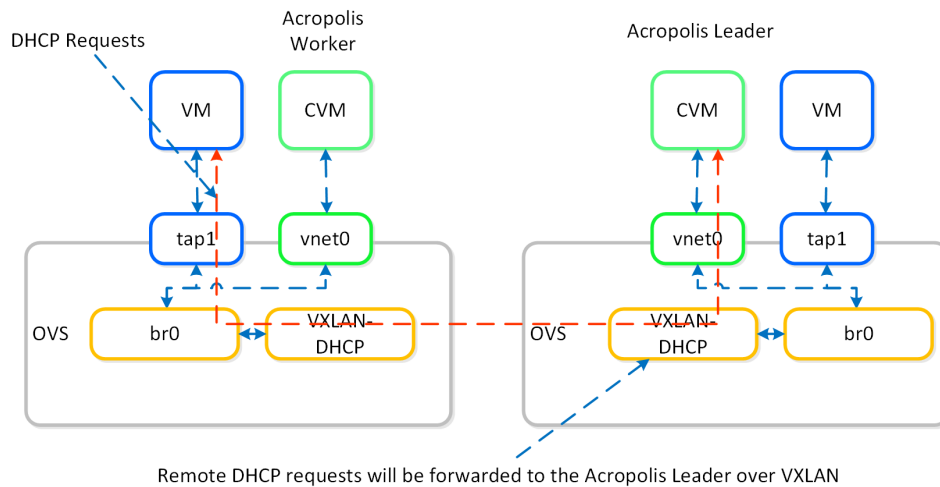 DHCP Requests
Acropolis
Worker
Acropolis Leader
VM
CVM
CVM
VM
tap1
vnet0
vnet0
tap1
OVS
br0
VXLAN-
DHCP
OVS
VXLAN-
DHCP
br0
Remote DHCP requests will be forwarded to the Acropolis Leader over VXLAN